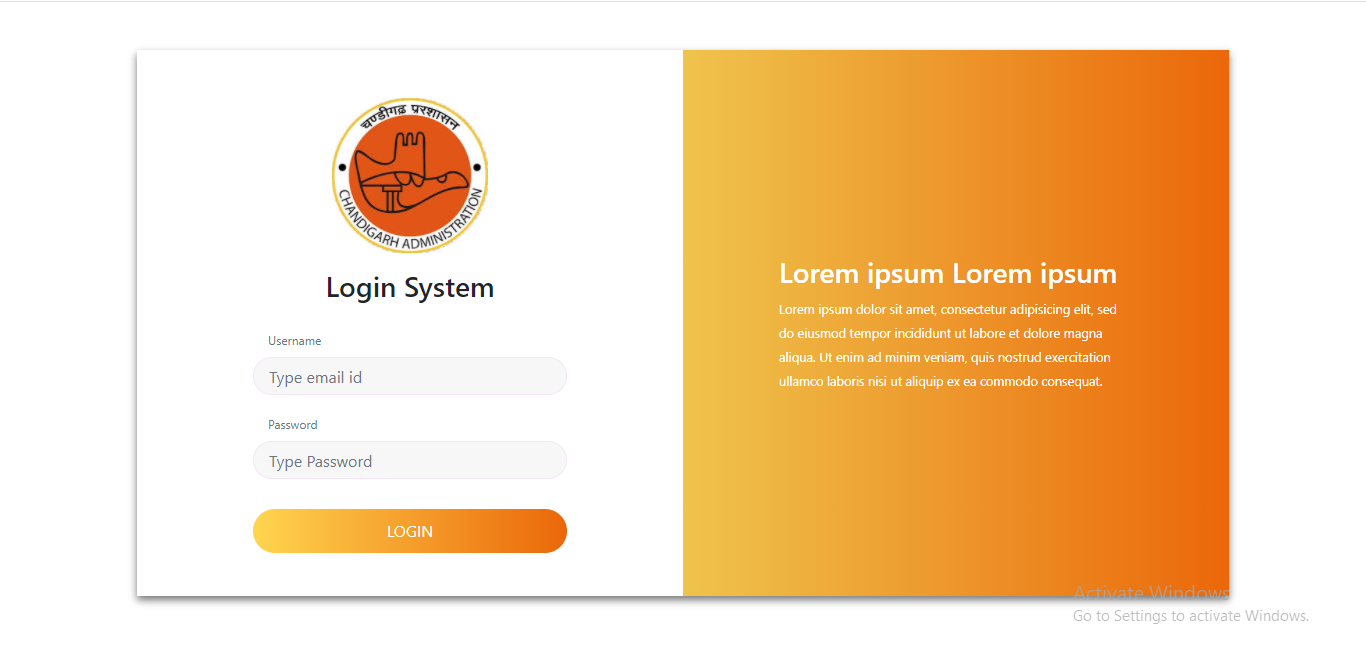 चण्डीगढ़ प्रशासन
CHANDIGARH ADMINISTRATION
Login System
Username
Type email id
Password
Type Password
LOGIN
Lorem ipsum Lorem ipsum
Lorem ipsum dolor sit amet, consectetur adipisicing elit, sed
do eiusmod tempor incididunt ut labore et dolore magna
aliqua. Ut enim ad minim veniam, quis nostrud exercitation
ullamco laboris nisi ut aliquip ex ea commodo consequat.
Activate Windows
Go to Settings to activate Windows.